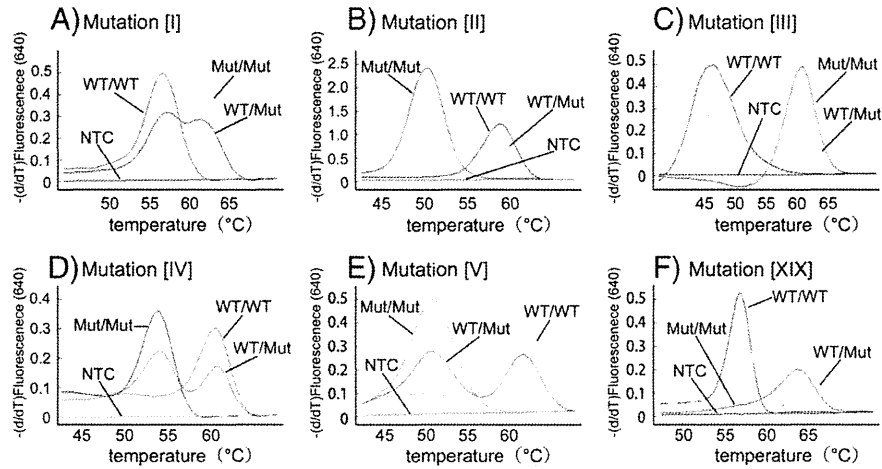 A) Mutation [I]
-(d/dT)Fluorescenece (640)
0.5
0.4
0.3
0.2
0.1
0
WT/WT
Mut/Mut
WT/Mut
NTC
50 55 60 65
temperature (°C)
B) Mutation [II]
-(d/dT)Fluorescenece (640)
2.5
2.0
1.5
1.0
0.5
0
Mut/Mut
WT/WT
WT/Mut
NTC
45 50 55 60
temperature (°C)
C) Mutation [III]
-(d/dT)Fluorescenece (640)
0.5
0.4
0.3
0.2
0.1
0
WT/WT
Mut/Mut
NTC
WT/Mut
45 50 55 60 65
temperature (°C)
D) Mutation [IV]
-(d/dT)Fluorescenece (640)
0.4
0.3
0.2
0.1
0
Mut/Mut
WT/WT
WT/Mut
NTC
45 50 55 60
temperature (°C)
E) Mutation [V]
-(d/dT)Fluorescenece (640)
0.5
0.4
0.3
0.2
0.1
0
Mut/Mut
WT/Mut
WT/WT
NTC
45 50 55 60
temperature (°C)
F) Mutation [XIX]
-(d/dT)Fluorescenece (640)
0.5
0.4
0.3
0.2
0.1
0
WT/WT
Mut/Mut
NTC
WT/Mut
50 55 60 65
temperature (°C)